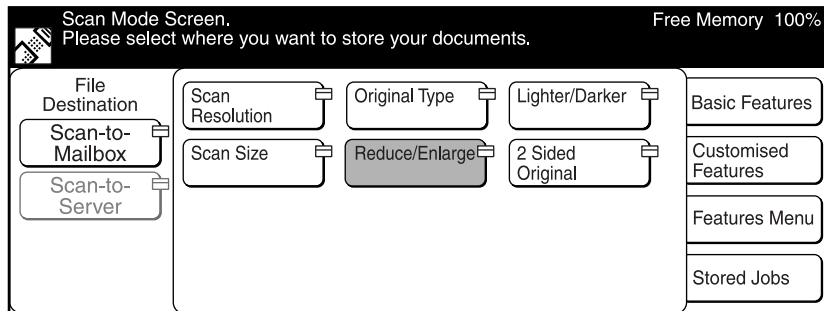 Scan Mode Screen.
Free Memory 100%
Please select where you want to store your documents.
File
Destination
Scan-to-
Mailbox
Scan-to-
Server
Scan
Resolution
Original Type
Lighter/Darker
Scan Size
Reduce/Enlarge
2 Sided
Original
Basic Features
Customised
Features
Features Menu
Stored Jobs